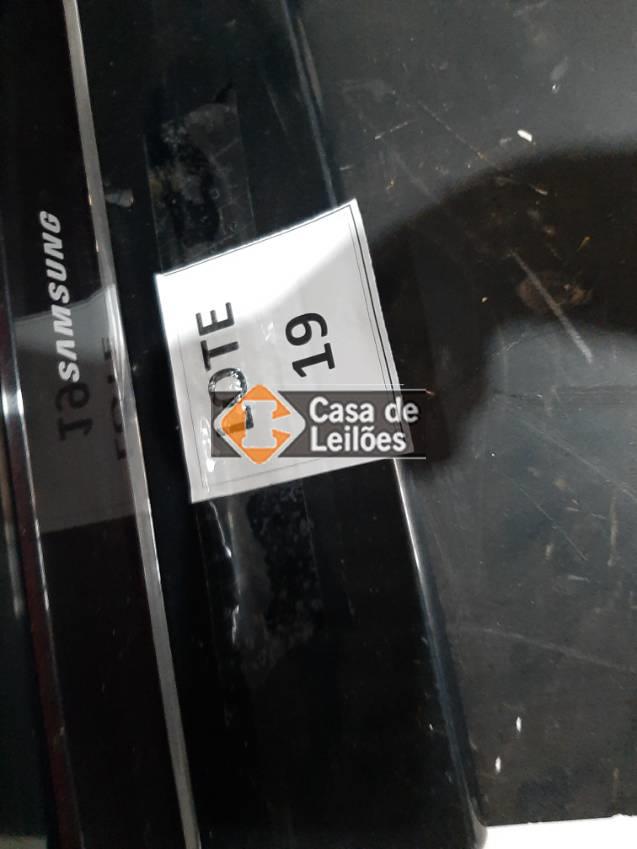 SAMSUNG
LOTE
19
Casa de
Leilões